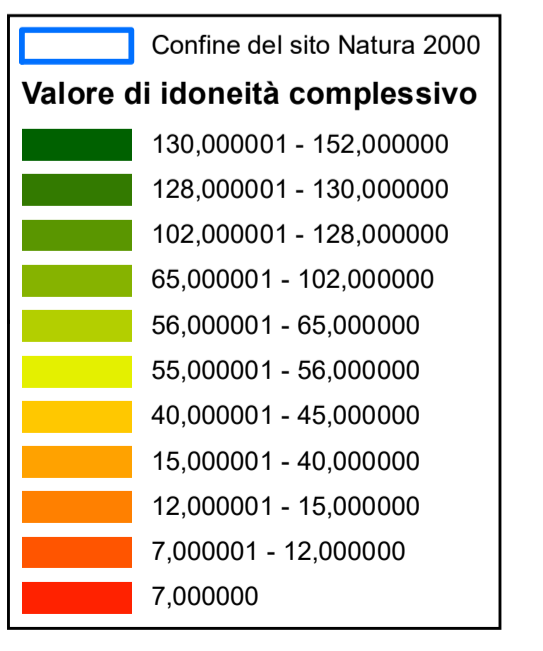 Confine del sito Natura 2000
Valore di idoneità complessivo
130,000001 - 152,000000
128,000001 - 130,000000
102,000001 - 128,000000
65,000001 - 102,000000
56,000001 - 65,000000
55,000001 - 56,000000
40,000001 - 45,000000
15,000001 - 40,000000
12,000001 - 15,000000
7,000001 - 12,000000
7,000000